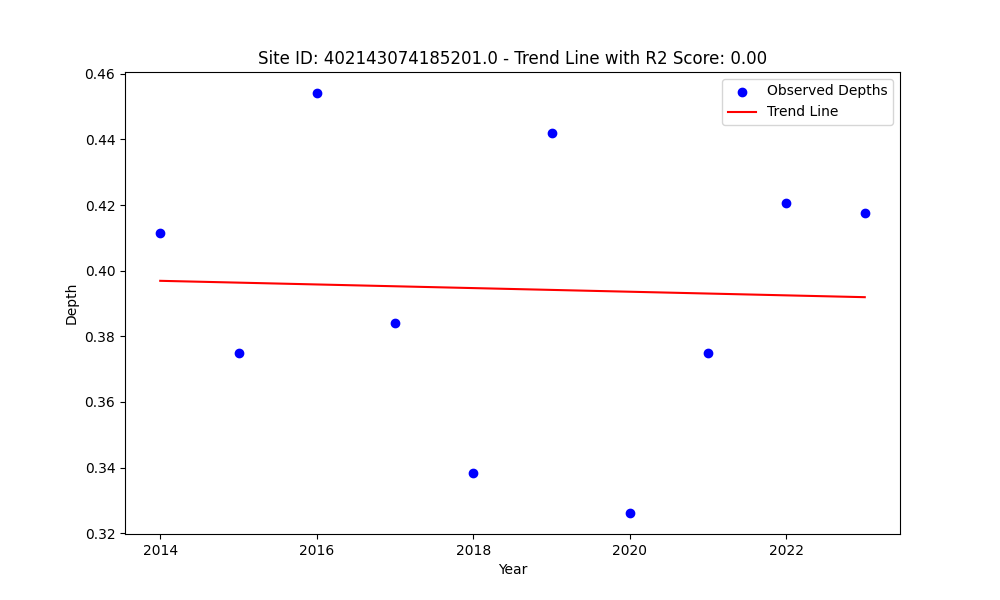 Site ID: 402143074185201.0 - Trend Line with R2 Score: 0.00
Observed Depths
Trend Line
0.46
0.44
0.42
0.40
0.38
0.36
0.34
0.32
Depth
2014
2016
2018
2020
2022
Year